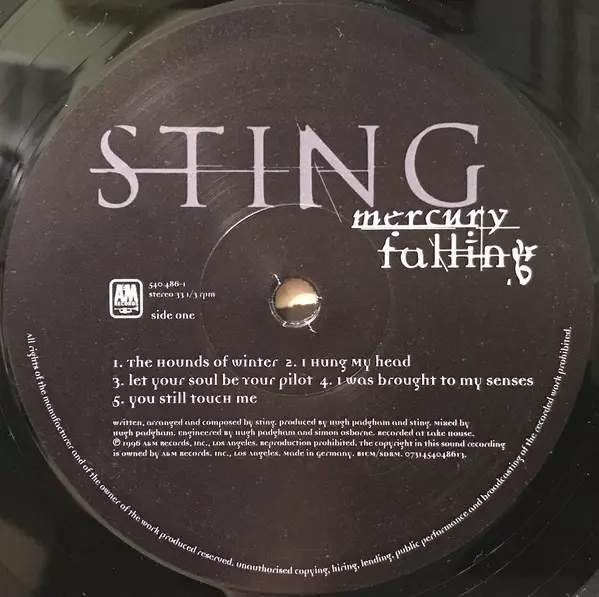 STING
mercury
falling
A&M
RECORDS
540 486-1
stereo 33 1/3 rpm
side one
1. The Hounds of winter 2. I Hung My head
3. let your soul be Your pilot 4. I was brought to my senses
5. you still touch me
written, arranged and composed by sting. produced by Hugh padgham and sting. Mixed by
Hugh padgham. engineered by Hugh padgham and simon osborne. recorded at Lake House.
℗ 1996 A&M Records, Inc., Los Angeles. Reproduction prohibited. The copyright in this sound recording
is owned by A&M Records, Inc., Los Angeles. Made in Germany. BIEM/SDRM. 0731454048613.
All rights of the manufacturer and of the owner of the work produced reserved. unauthorised copying, hiring, lending, public performance and broadcasting of the recorded work prohibited.